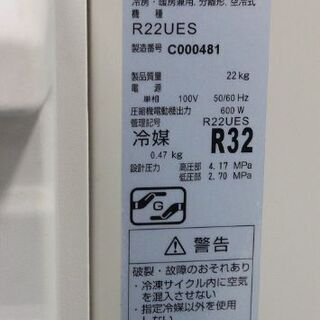 冷房・暖房兼用, 分離形, 空冷式
機 種
R22UES
製造番号 C000481
製品質量 22kg
電 源
単相 100V 50/60 Hz
圧縮機電動機出力 600 W
管理記号 R22UES
冷媒 R32
0.47 kg
設計圧力 高圧部 4.17 MPa
低圧部 2.70 MPa
G
警告
破裂・故障のおそれあり
・冷凍サイクル内に空気
を混入させない
・指定冷媒以外を使用
しない